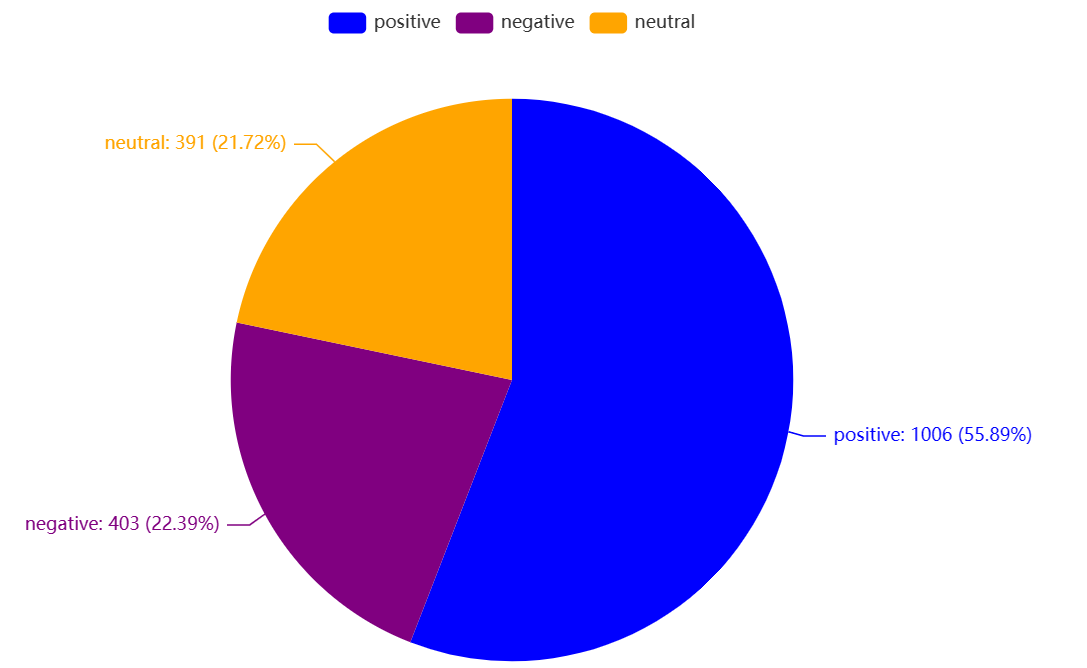 positive negative neutral
neutral: 391 (21.72%)
positive: 1006 (55.89%)
negative: 403 (22.39%)